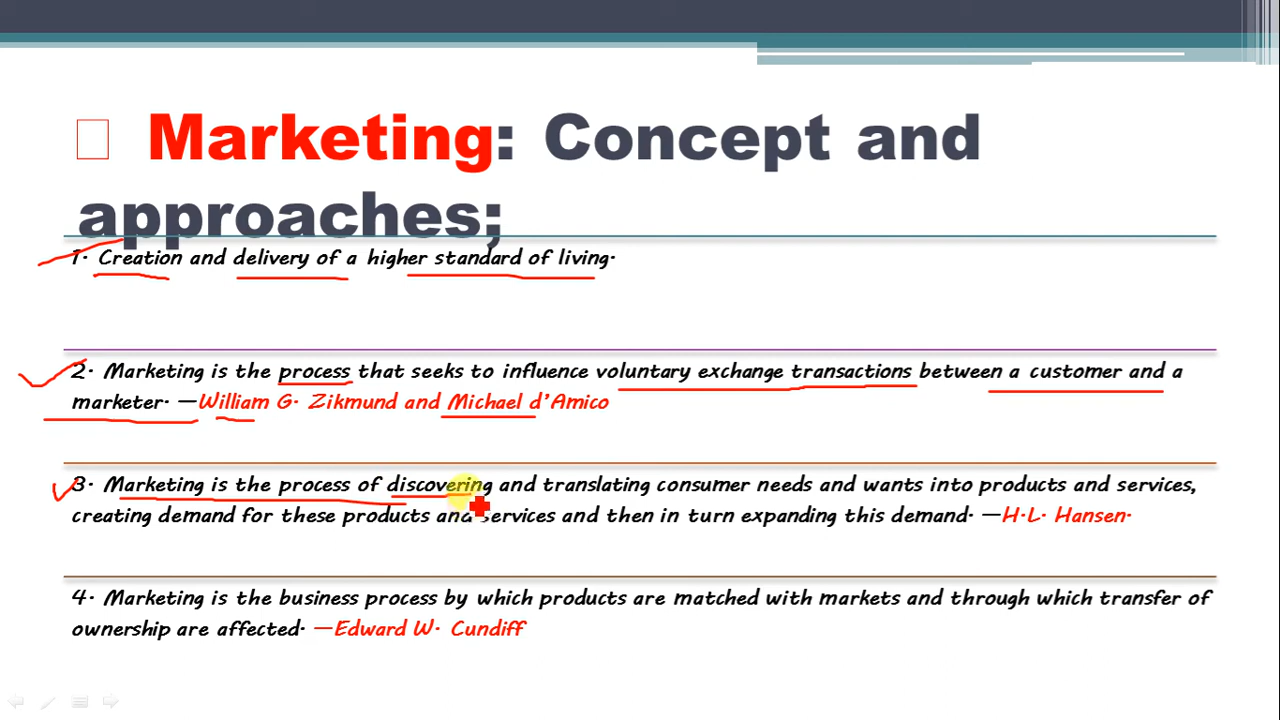 Marketing: Concept and
approaches;
1. Creation and delivery of a higher standard of living.
2. Marketing is the process that seeks to influence voluntary exchange transactions between a customer and a
marketer. —William G. Zikmund and Michael d'Amico
3. Marketing is the process of discovering and translating consumer needs and wants into products and services,
creating demand for these products and services and then in turn expanding this demand. —H.L. Hansen.
4. Marketing is the business process by which products are matched with markets and through which transfer of
ownership are affected. —Edward W. Cundiff